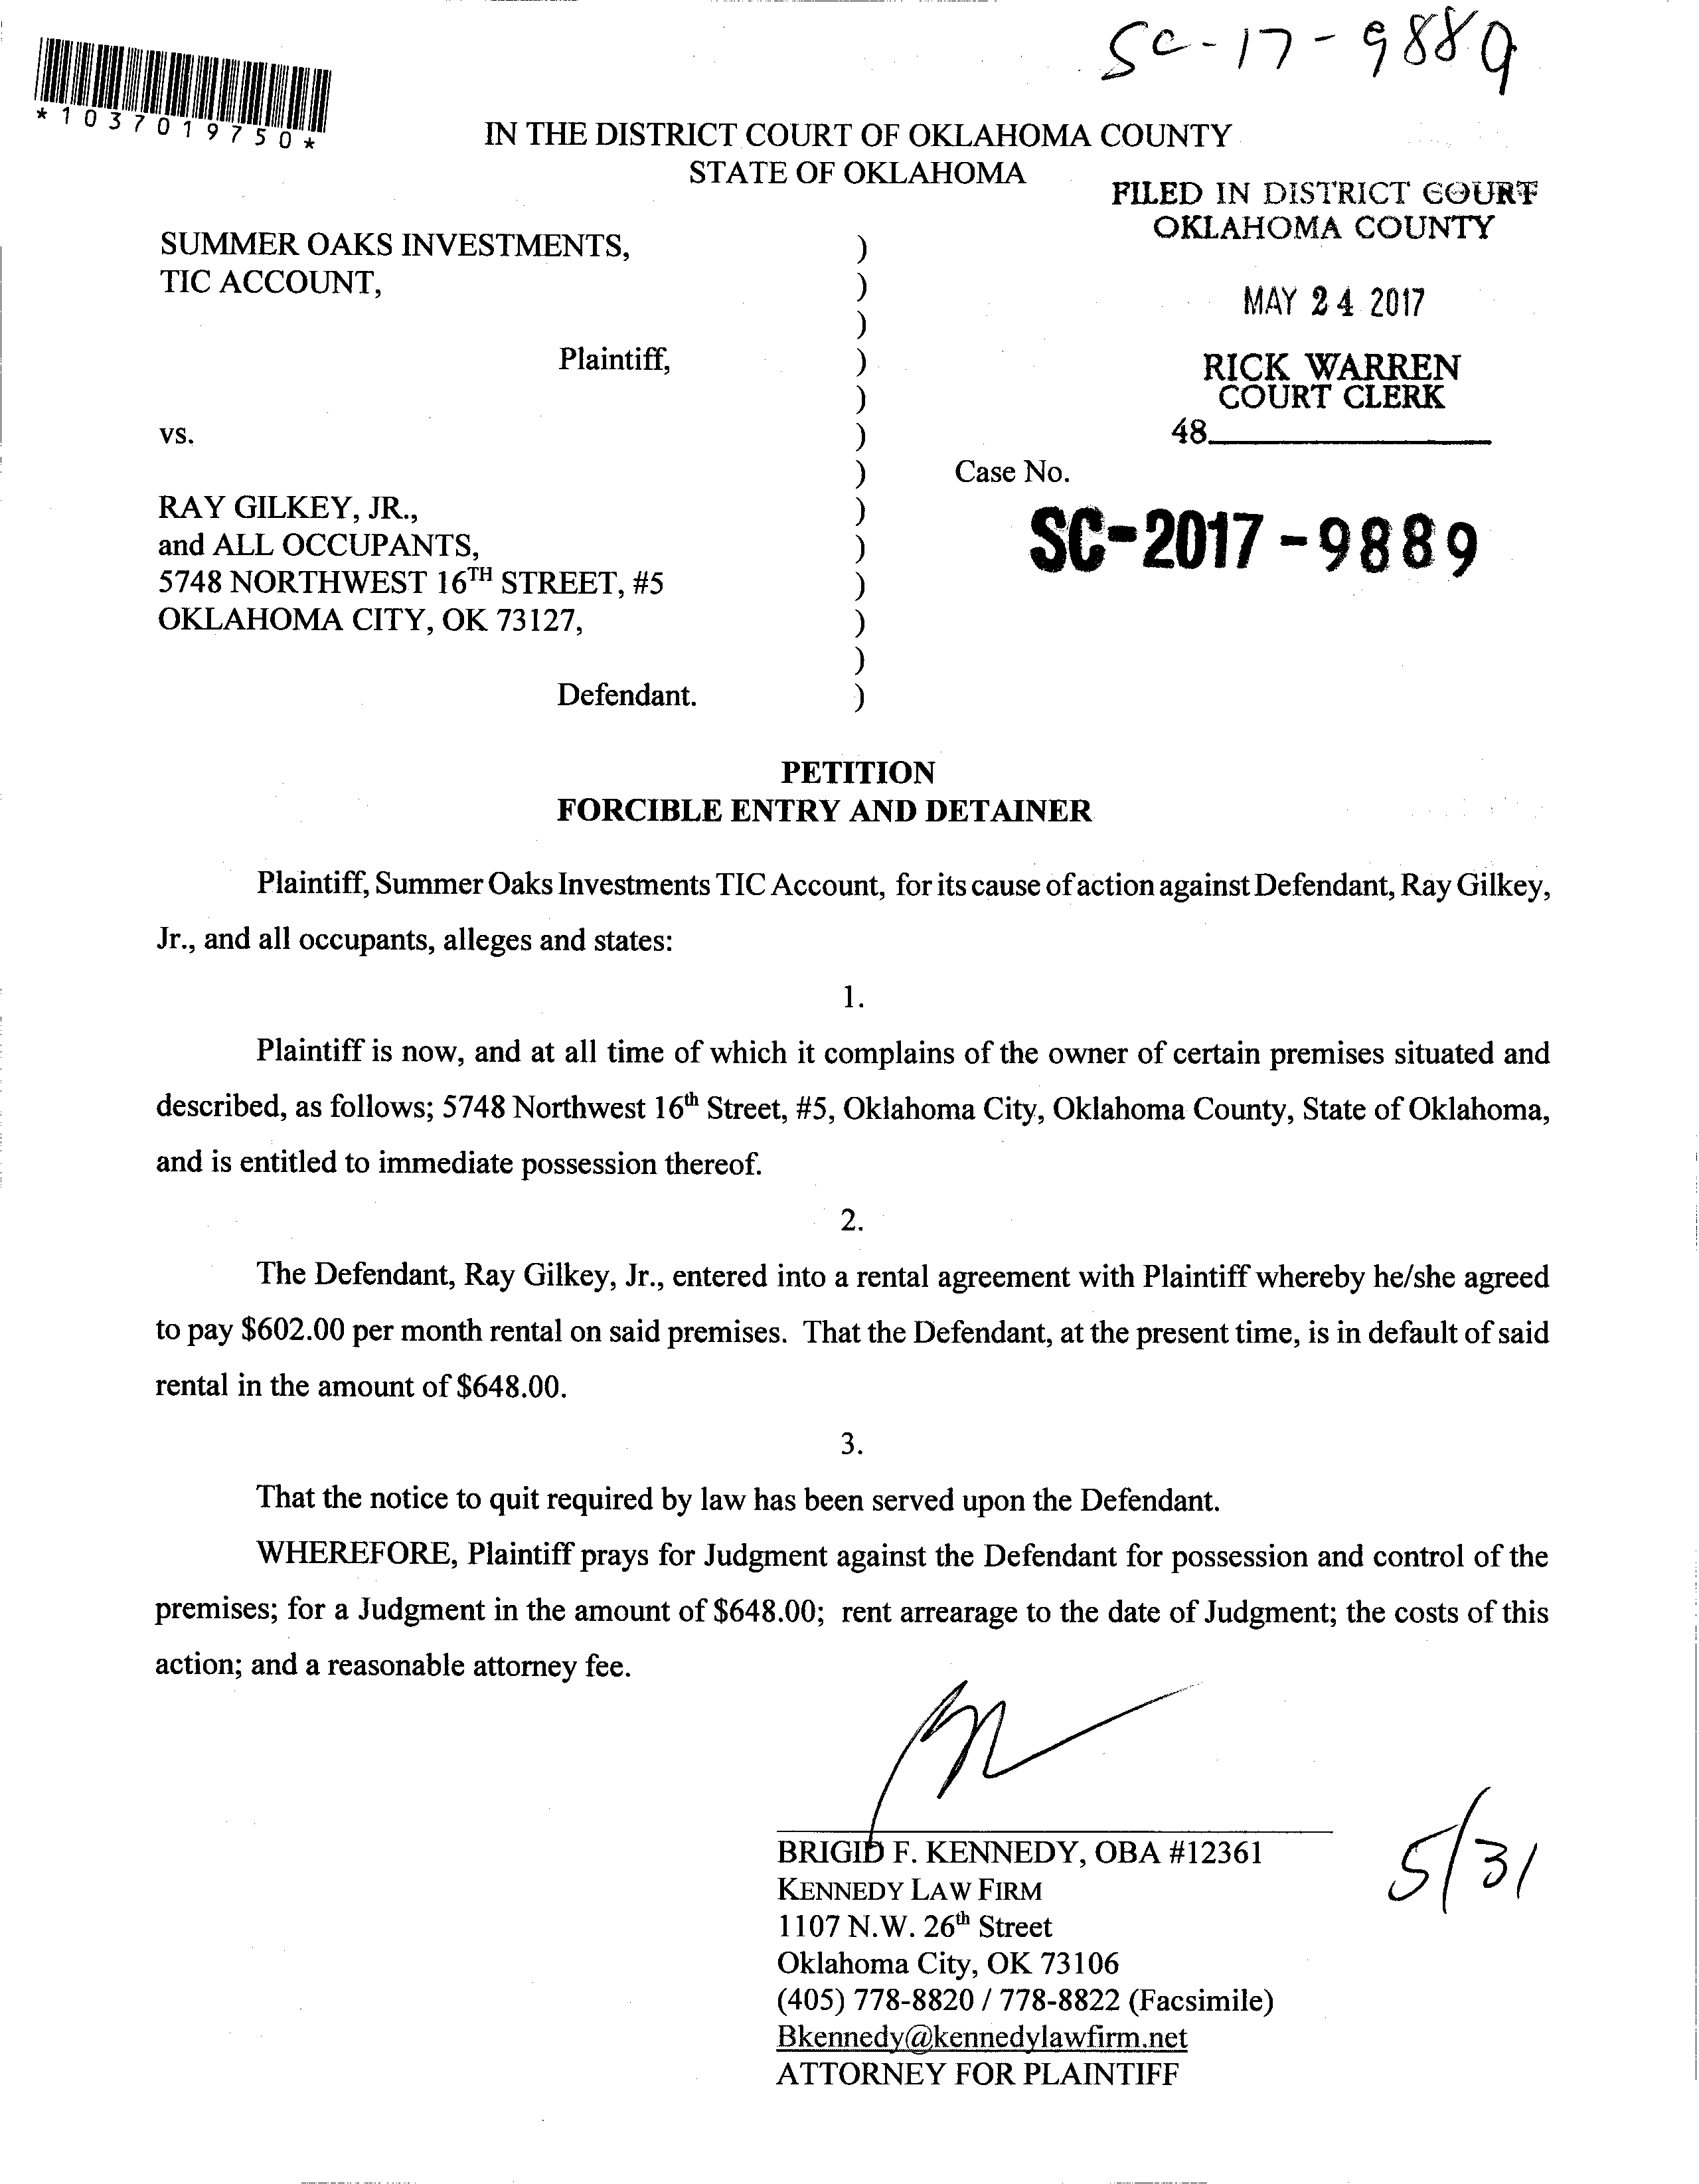 SC-17-9889
*1037019750*
IN THE DISTRICT COURT OF OKLAHOMA COUNTY
STATE OF OKLAHOMA
FILED IN DISTRICT COURT
OKLAHOMA COUNTY
MAY 24 2017
RICK WARREN
COURT CLERK
48
SUMMER OAKS INVESTMENTS, )
TIC ACCOUNT, )
)
Plaintiff, )
)
vs. )
) Case No.
RAY GILKEY, JR., )
SC-2017-9889
and ALL OCCUPANTS, )
5748 NORTHWEST 16TH STREET, #5 )
OKLAHOMA CITY, OK 73127, )
)
Defendant. )
PETITION
FORCIBLE ENTRY AND DETAINER
Plaintiff, Summer Oaks Investments TIC Account, for its cause of action against Defendant, Ray Gilkey,
Jr., and all occupants, alleges and states:
1.
Plaintiff is now, and at all time of which it complains of the owner of certain premises situated and
described, as follows; 5748 Northwest 16th Street, #5, Oklahoma City, Oklahoma County, State of Oklahoma,
and is entitled to immediate possession thereof.
2.
The Defendant, Ray Gilkey, Jr., entered into a rental agreement with Plaintiff whereby he/she agreed
to pay $602.00 per month rental on said premises. That the Defendant, at the present time, is in default of said
rental in the amount of $648.00.
3.
That the notice to quit required by law has been served upon the Defendant.
WHEREFORE, Plaintiff prays for Judgment against the Defendant for possession and control of the
premises; for a Judgment in the amount of $648.00; rent arrearage to the date of Judgment; the costs of this
action; and a reasonable attorney fee.
BRIGID F. KENNEDY, OBA #12361
KENNEDY LAW FIRM
5/31
1107 N.W. 26th Street
Oklahoma City, OK 73106
(405) 778-8820 / 778-8822 (Facsimile)
Bkennedy@kennedylawfirm.net
ATTORNEY FOR PLAINTIFF